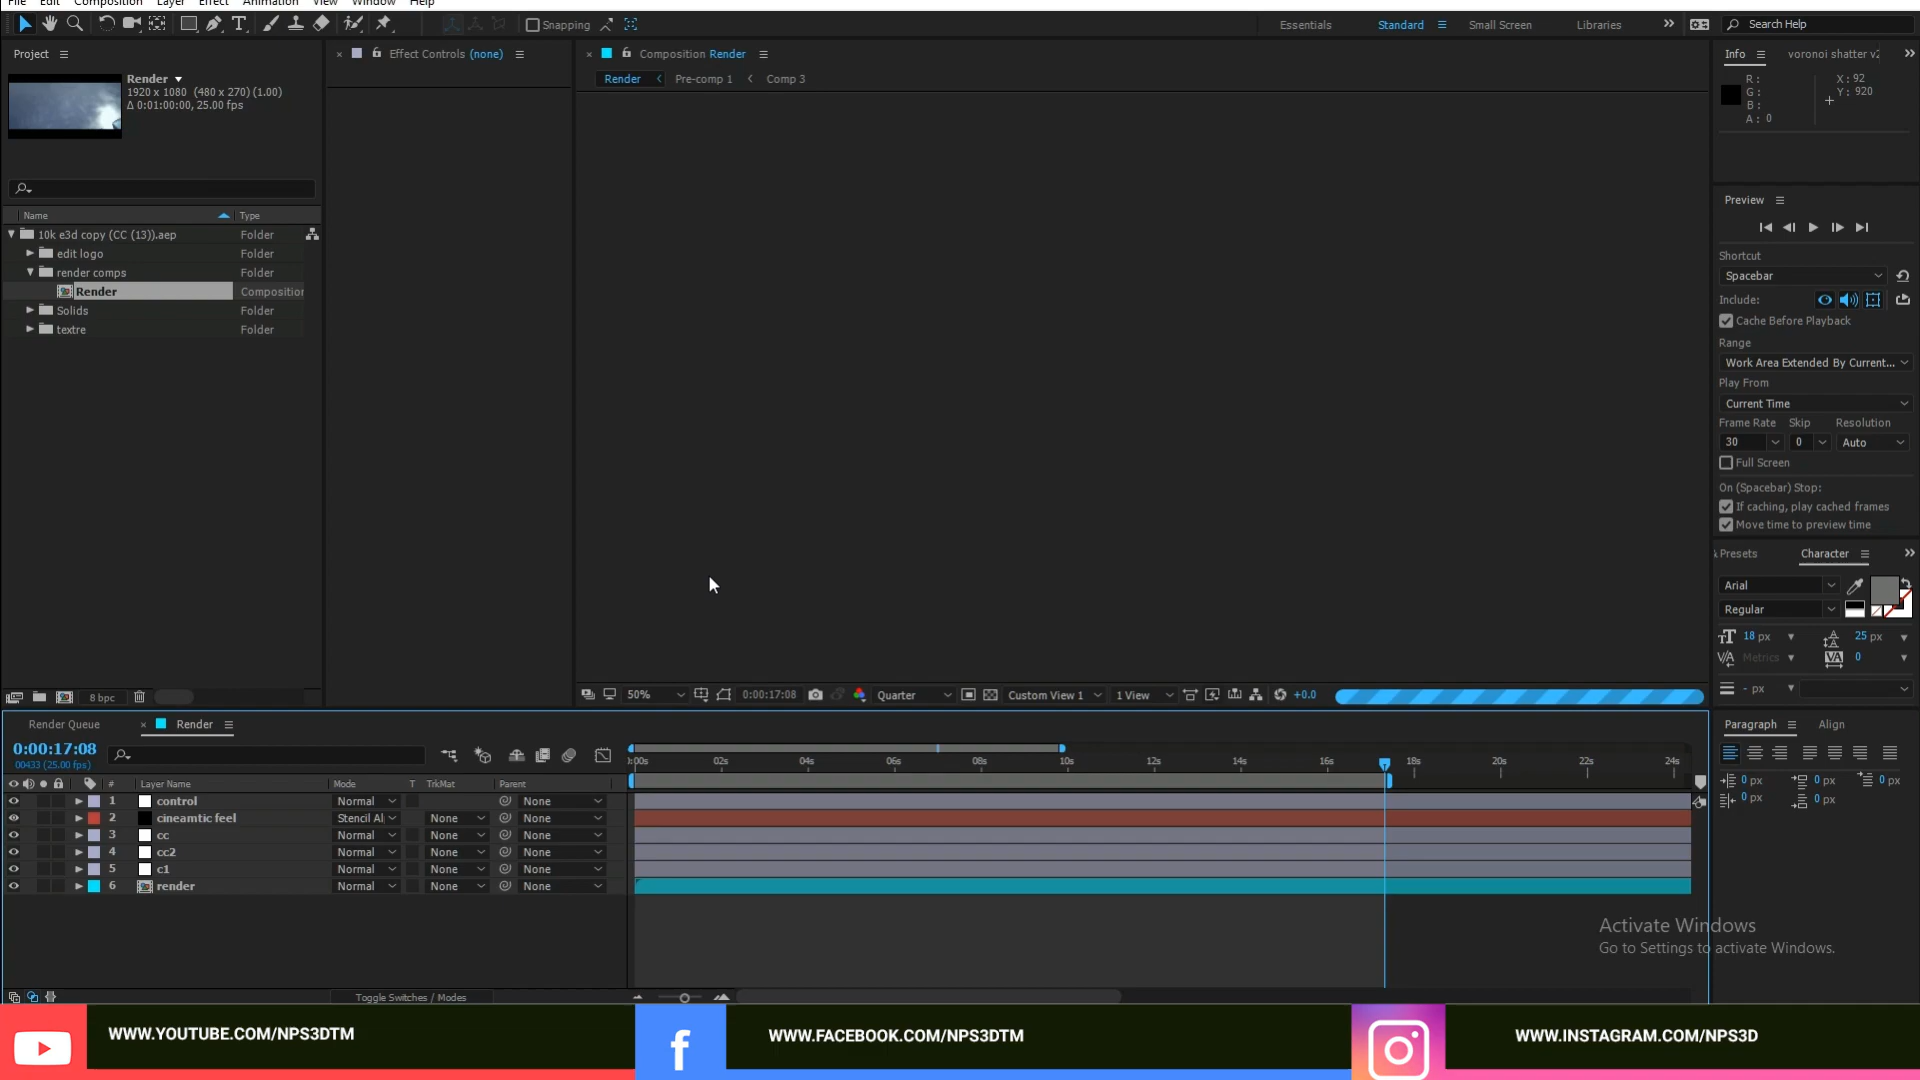 File Edit Composition Layer Effect Animation View Window Help
Snapping
Essentials Standard Small Screen Libraries Search Help
Project
Effect Controls (none)
Composition Render
Info voronoi shatter v2
Render
1920 x 1080 (480 x 270) (1.00)
Δ 0:01:00:00, 25.00 fps
Render Pre-comp 1 Comp 3
R:
G:
B:
A: 0
X: 92
Y: 920
Name Type
10k e3d copy (CC (13)).aep Folder
edit logo Folder
render comps Folder
Render Composition
Solids Folder
textre Folder
Preview
Shortcut
Spacebar
Include:
Cache Before Playback
Range
Work Area Extended By Current...
Play From
Current Time
Frame Rate Skip Resolution
30 0 Auto
Full Screen
On (Spacebar) Stop:
If caching, play cached frames
Move time to preview time
& Presets Character
Arial
Regular
18 px 25 px
Metrics 0
- px
8 bpc
50% 0:00:17:08 Quarter Custom View 1 1 View +0.0
Render Queue Render
Paragraph Align
0 px 0 px 0 px
0 px 0 px
0:00:17:08
00433 (25.00 fps)
:00s 02s 04s 06s 08s 10s 12s 14s 16s 18s 20s 22s 24s
# Layer Name Mode T TrkMat Parent
1 control Normal None
2 cineamtic feel Stencil Al None None
3 cc Normal None None
4 cc2 Normal None None
5 c1 Normal None None
6 render Normal None None
Toggle Switches / Modes
Activate Windows
Go to Settings to activate Windows.
WWW.YOUTUBE.COM/NPS3DTM
WWW.FACEBOOK.COM/NPS3DTM
WWW.INSTAGRAM.COM/NPS3D